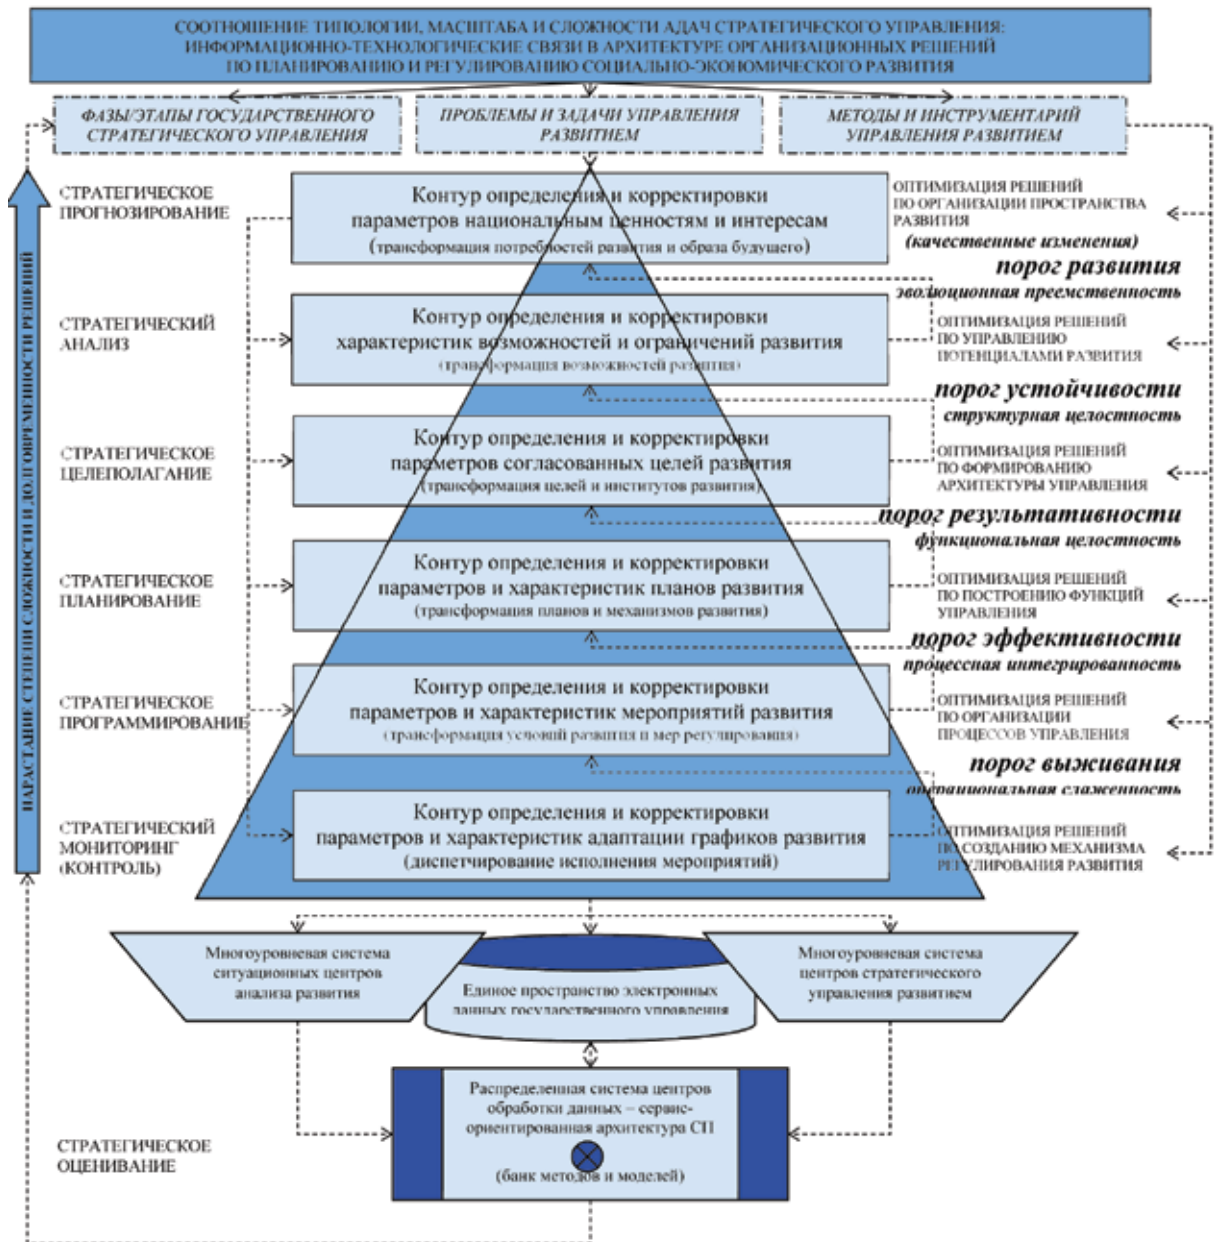 СООТНОШЕНИЕ ТИПОЛОГИИ, МАСШТАБА И СЛОЖНОСТИ АДАЧ СТРАТЕГИЧЕСКОГО УПРАВЛЕНИЯ:
ИНФОРМАЦИОННО-ТЕХНОЛОГИЧЕСКИЕ СВЯЗИ В АРХИТЕКТУРЕ ОРГАНИЗАЦИОННЫХ РЕШЕНИЙ
ПО ПЛАНИРОВАНИЮ И РЕГУЛИРОВАНИЮ СОЦИАЛЬНО-ЭКОНОМИЧЕСКОГО РАЗВИТИЯ
ФАЗЫ/ЭТАПЫ ГОСУДАРСТВЕННОГО
СТРАТЕГИЧЕСКОГО УПРАВЛЕНИЯ
ПРОБЛЕМЫ И ЗАДАЧИ УПРАВЛЕНИЯ
РАЗВИТИЕМ
МЕТОДЫ И ИНСТРУМЕНТАРИЙ
УПРАВЛЕНИЯ РАЗВИТИЕМ
НАРАСТАНИЕ СТЕПЕНИ СЛОЖНОСТИ И ДОЛГОВРЕМЕННОСТИ РЕШЕНИЙ
СТРАТЕГИЧЕСКОЕ
ПРОГНОЗИРОВАНИЕ
Контур определения и корректировки
параметров национальным ценностям и интересам
(трансформация потребностей развития и образа будущего)
ОПТИМИЗАЦИЯ РЕШЕНИЙ
ПО ОРГАНИЗАЦИИ ПРОСТРАНСТВА
РАЗВИТИЯ
(качественные изменения)
порог развития
эволюционная преемственность
СТРАТЕГИЧЕСКИЙ
АНАЛИЗ
Контур определения и корректировки
характеристик возможностей и ограничений развития
(трансформация возможностей развития)
ОПТИМИЗАЦИЯ РЕШЕНИЙ
ПО УПРАВЛЕНИЮ
ПОТЕНЦИАЛАМИ РАЗВИТИЯ
порог устойчивости
структурная целостность
СТРАТЕГИЧЕСКОЕ
ЦЕЛЕПОЛАГАНИЕ
Контур определения и корректировки
параметров согласованных целей развития
(трансформация целей и институтов развития)
ОПТИМИЗАЦИЯ РЕШЕНИЙ
ПО ФОРМИРОВАНИЮ
АРХИТЕКТУРЫ УПРАВЛЕНИЯ
порог результативности
функциональная целостность
СТРАТЕГИЧЕСКОЕ
ПЛАНИРОВАНИЕ
Контур определения и корректировки
параметров и характеристик планов развития
(трансформация планов и механизмов развития)
ОПТИМИЗАЦИЯ РЕШЕНИЙ
ПО ПОСТРОЕНИЮ ФУНКЦИЙ
УПРАВЛЕНИЯ
порог эффективности
процессная интегрированность
СТРАТЕГИЧЕСКОЕ
ПРОГРАММИРОВАНИЕ
Контур определения и корректировки
параметров и характеристик мероприятий развития
(трансформация условий развития и мер регулирования)
ОПТИМИЗАЦИЯ РЕШЕНИЙ
ПО ОРГАНИЗАЦИИ
ПРОЦЕССОВ УПРАВЛЕНИЯ
порог выживания
операциональная слаженность
СТРАТЕГИЧЕСКИЙ
МОНИТОРИНГ
(КОНТРОЛЬ)
Контур определения и корректировки
параметров и характеристик адаптации графиков развития
(диспетчирование исполнения мероприятий)
ОПТИМИЗАЦИЯ РЕШЕНИЙ
ПО СОЗДАНИЮ МЕХАНИЗМА
РЕГУЛИРОВАНИЯ РАЗВИТИЯ
Многоуровневая система
ситуационных центров
анализа развития
Единое пространство электронных
данных государственного управления
Многоуровневая система
центров стратегического
управления развитием
СТРАТЕГИЧЕСКОЕ
ОЦЕНИВАНИЕ
Распределенная система центров
обработки данных – сервис-
ориентированная архитектура СП
(банк методов и моделей)